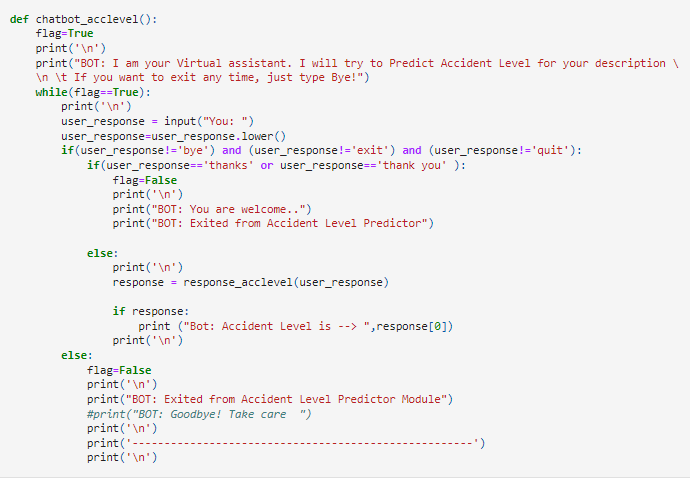 def chatbot_acclevel():
    flag=True
    print('\n')
    print("BOT: I am your Virtual assistant. I will try to Predict Accident Level for your description \
    \n \t If you want to exit any time, just type Bye!")
    while(flag==True):
        print('\n')
        user_response = input("You: ")
        user_response=user_response.lower()
        if(user_response!='bye') and (user_response!='exit') and (user_response!='quit'):
            if(user_response=='thanks' or user_response=='thank you' ):
                flag=False
                print('\n')
                print("BOT: You are welcome..")
                print("BOT: Exited from Accident Level Predictor")
            else:
                print('\n')
                response = response_acclevel(user_response)
                if response:
                    print ("Bot: Accident Level is --> ",response[0])
                print('\n')
        else:
            flag=False
            print('\n')
            print("BOT: Exited from Accident Level Predictor Module")
            #print("BOT: Goodbye! Take care  ")
            print('\n')
            print('-----------------------------------------------------')
            print('\n')